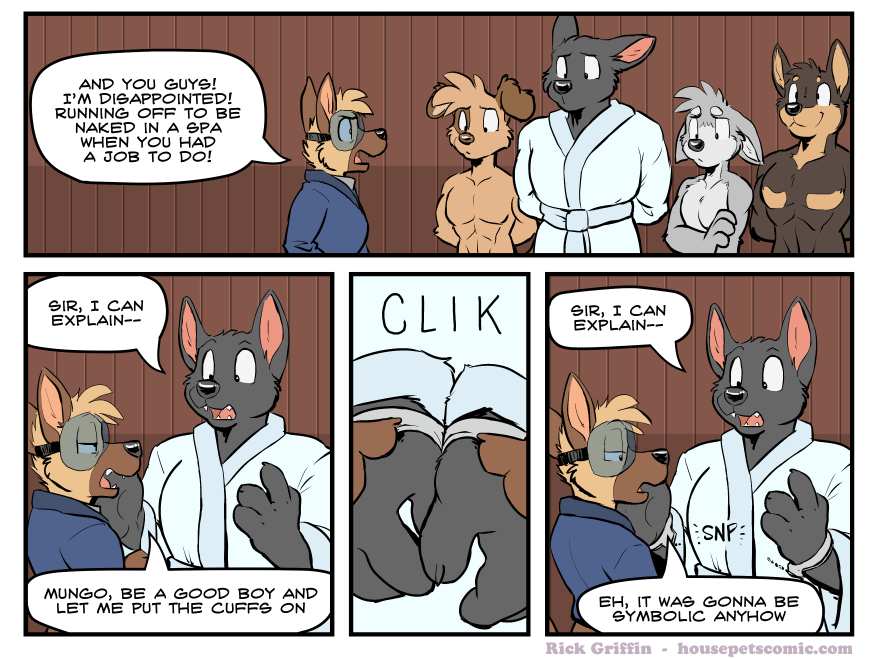 AND YOU GUYS!
I'M DISAPPOINTED!
RUNNING OFF TO BE
NAKED IN A SPA
WHEN YOU HAD
A JOB TO DO!
SIR, I CAN
EXPLAIN--
MUNGO, BE A GOOD BOY AND
LET ME PUT THE CUFFS ON
CLIK
SIR, I CAN
EXPLAIN--
SNP
EH, IT WAS GONNA BE
SYMBOLIC ANYHOW
Rick Griffin - housepetscomic.com